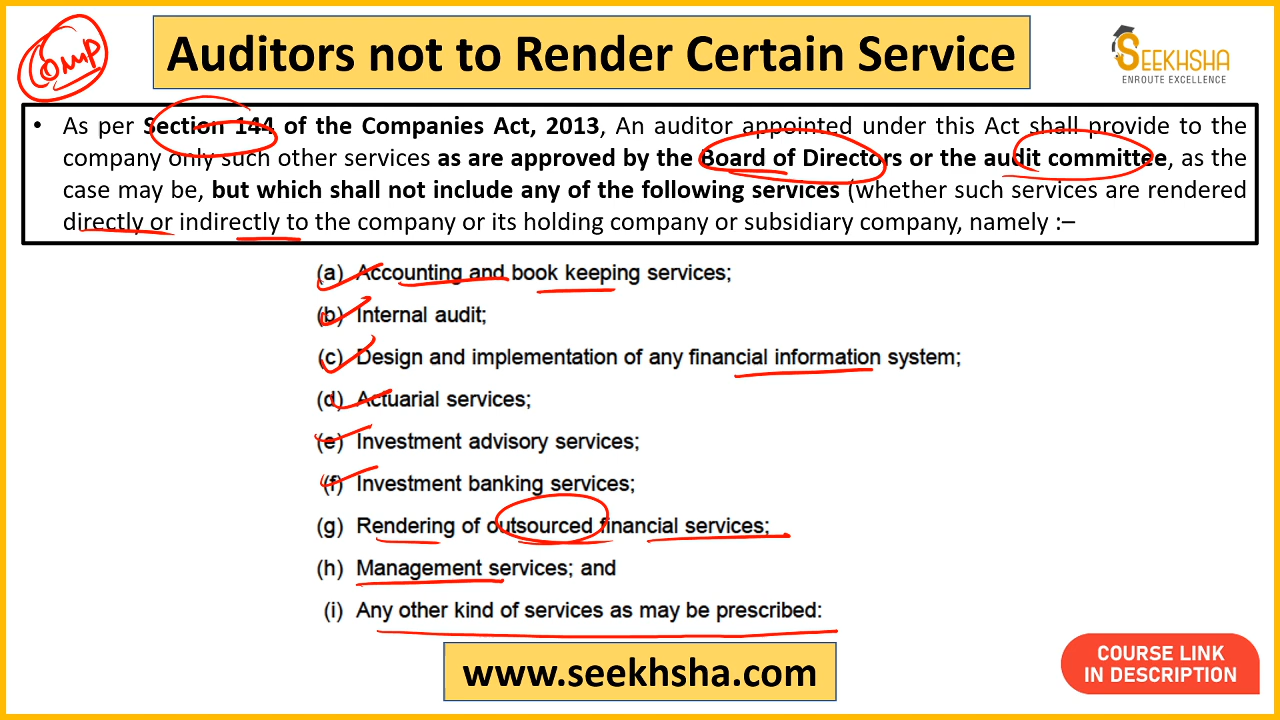 Comp
Auditors not to Render Certain Service
SEEKHSHA
ENROUTE EXCELLENCE
• As per Section 144 of the Companies Act, 2013, An auditor appointed under this Act shall provide to the
company only such other services as are approved by the Board of Directors or the audit committee, as the
case may be, but which shall not include any of the following services (whether such services are rendered
directly or indirectly to the company or its holding company or subsidiary company, namely :–
(a) Accounting and book keeping services;
(b) Internal audit;
(c) Design and implementation of any financial information system;
(d) Actuarial services;
(e) Investment advisory services;
(f) Investment banking services;
(g) Rendering of outsourced financial services;
(h) Management services; and
(i) Any other kind of services as may be prescribed:
www.seekhsha.com
COURSE LINK
IN DESCRIPTION